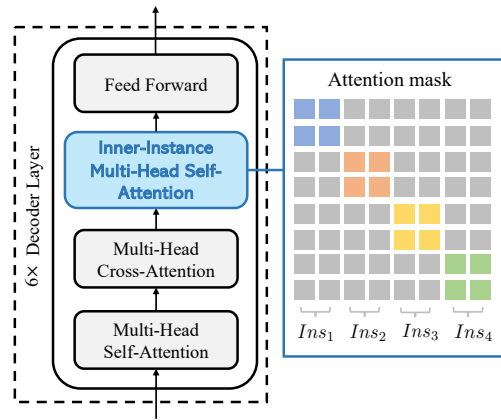 Feed Forward
Inner-Instance
Multi-Head Self-
Attention
Multi-Head
Cross-Attention
Multi-Head
Self-Attention
6× Decoder Layer
Attention mask
Ins₁ Ins₂ Ins₃ Ins₄